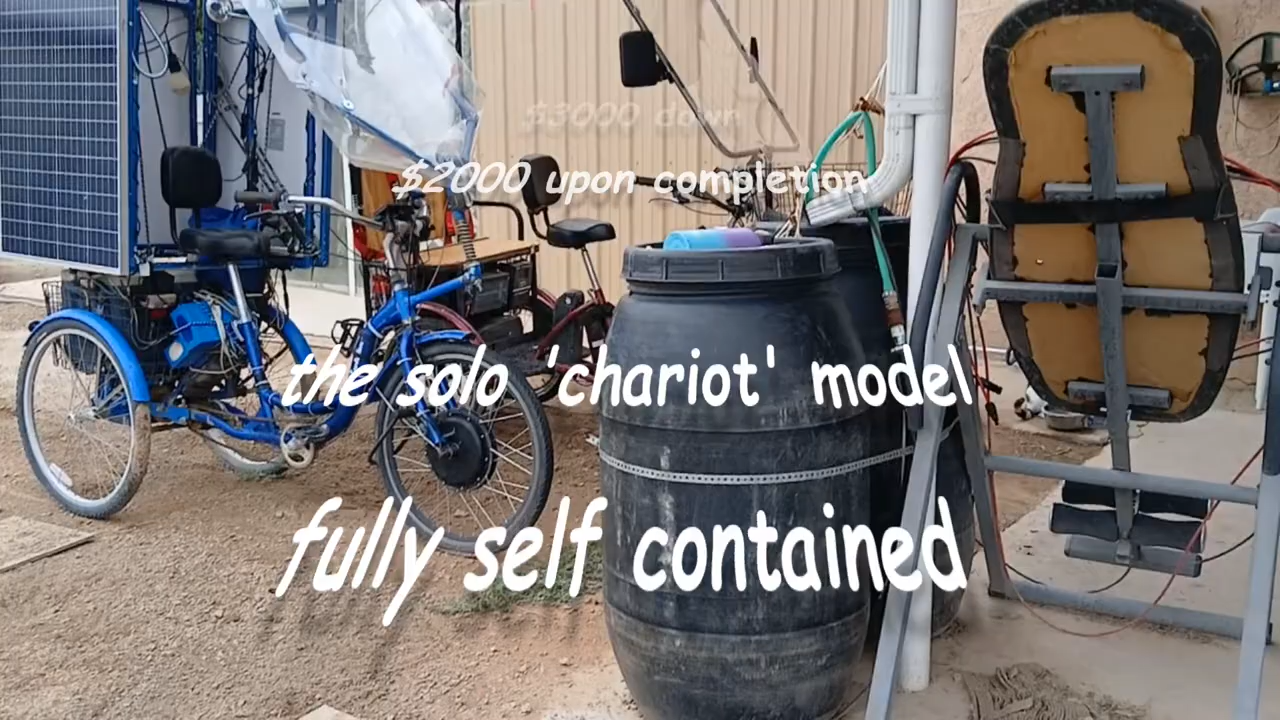 $3000 down
$2000 upon completion
the solo 'chariot' model
fully self contained